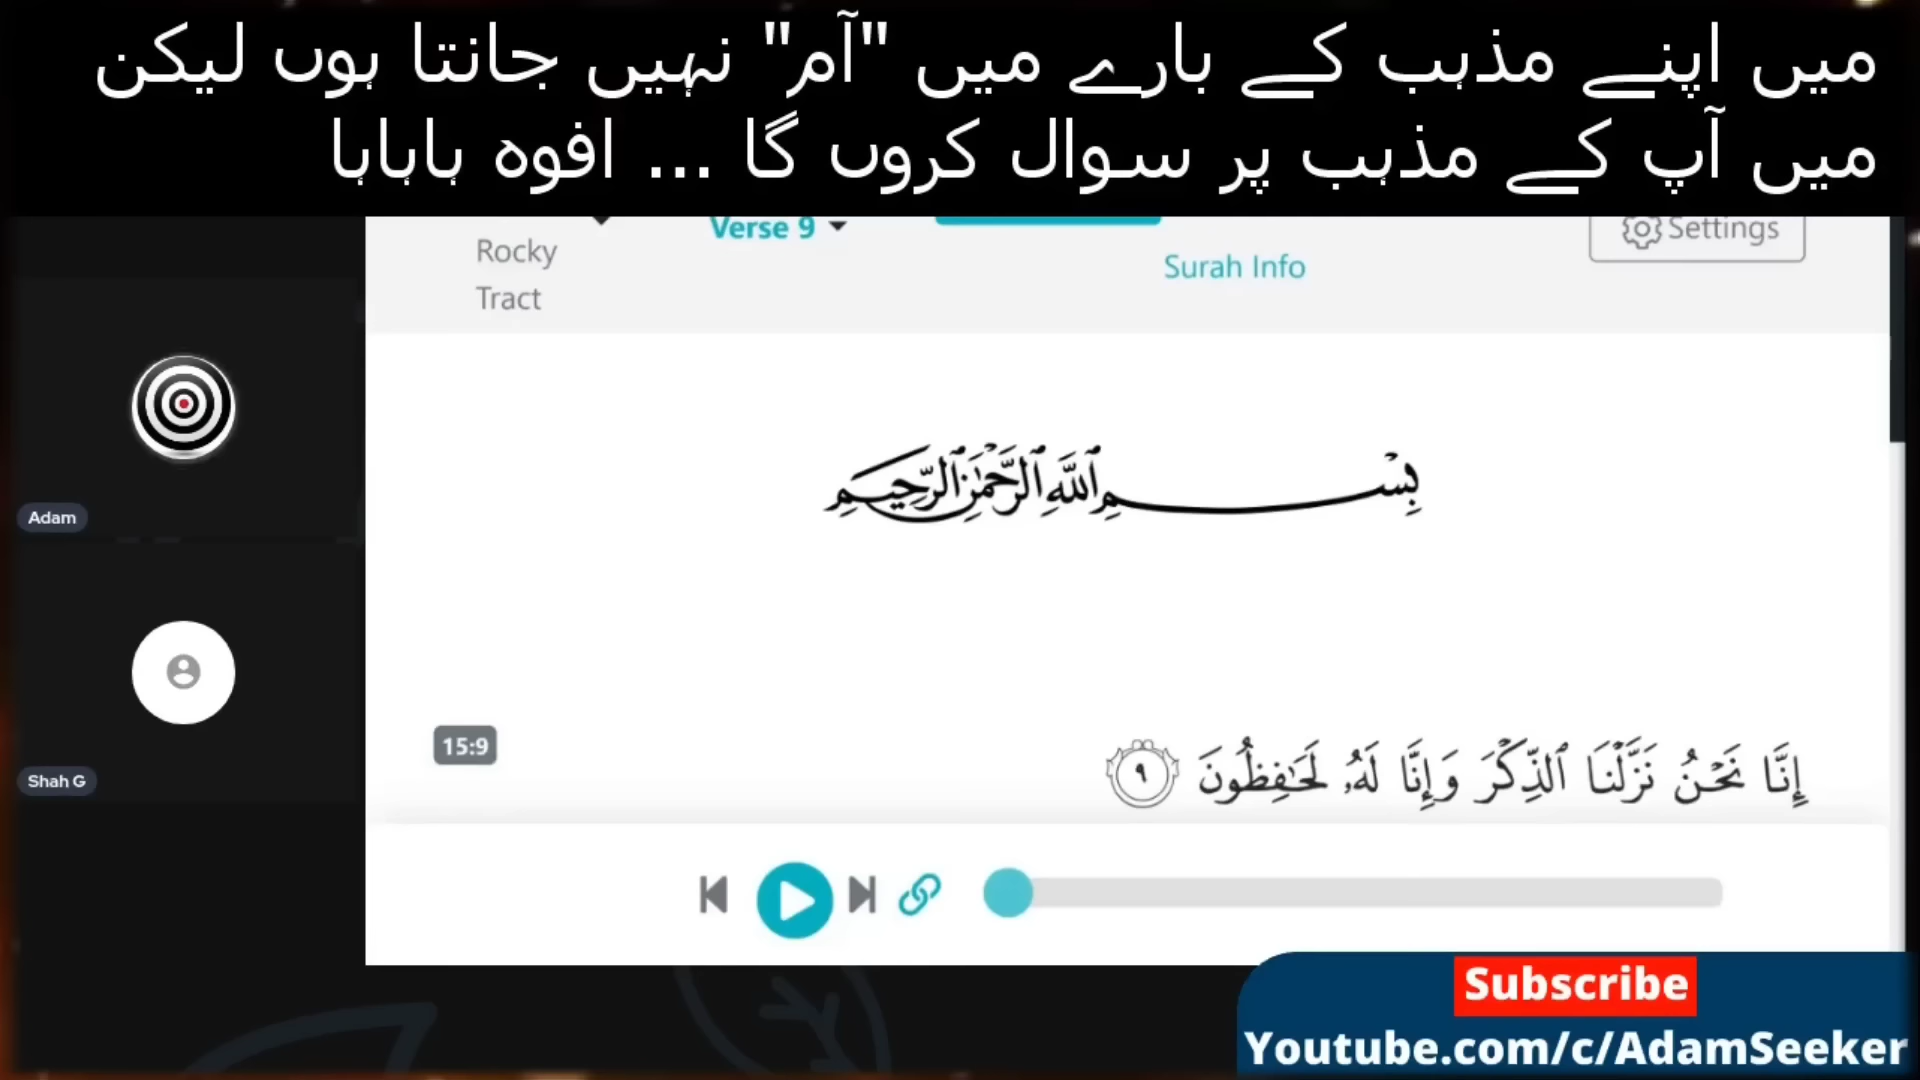 میں اپنے مذہب کے بارے میں "آم" نہیں جانتا ہوں لیکن
میں آپ کے مذہب پر سوال کروں گا ... افوہ ہاہاہا
Verse 9
Settings
Rocky
Surah Info
Tract
بِسْمِ ٱللَّهِ ٱلرَّحْمَٰنِ ٱلرَّحِيمِ
Adam
15:9
إِنَّا نَحْنُ نَزَّلْنَا ٱلذِّكْرَ وَإِنَّا لَهُۥ لَحَٰفِظُونَ ٩
Shah G
Subscribe
Youtube.com/c/AdamSeeker